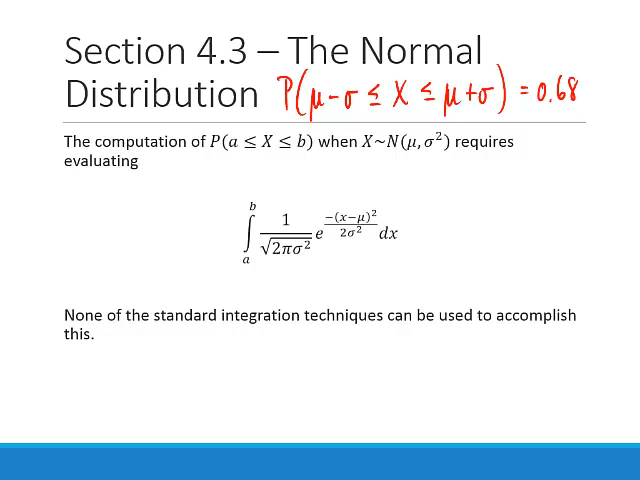 Section 4.3 – The Normal
Distribution P(μ-σ ≤ X ≤ μ+σ) = 0.68
The computation of 𝑃(𝑎 ≤ 𝑋 ≤ 𝑏) when 𝑋~𝑁(𝜇, 𝜎²) requires
evaluating
∫ₐᵇ 1/√(2𝜋𝜎²) 𝑒^(−(𝑥−𝜇)²/2𝜎²) 𝑑𝑥
None of the standard integration techniques can be used to accomplish
this.